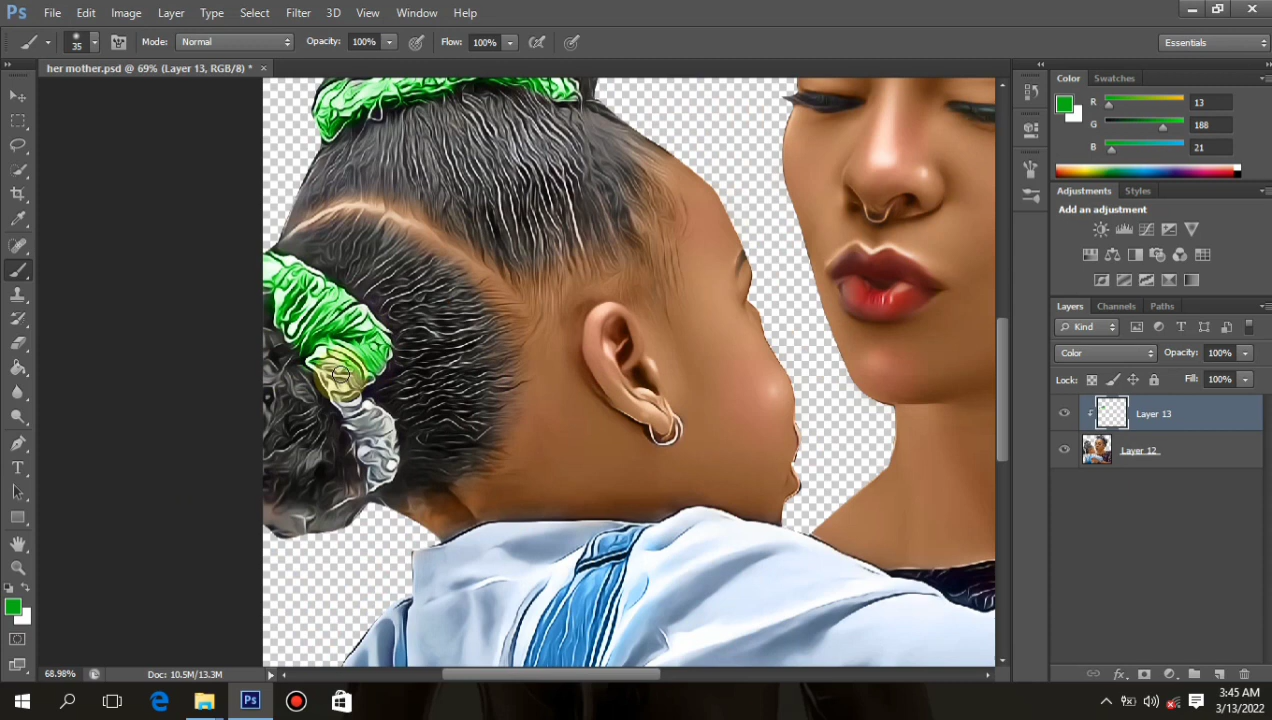 Ps File Edit Image Layer Type Select Filter 3D View Window Help
35 Mode: Normal Opacity: 100% Flow: 100% Essentials
her mother.psd @ 69% (Layer 13, RGB/8) * ×
Color Swatches
R 13
G 188
B 21
Adjustments Styles
Add an adjustment
Layers Channels Paths
Kind
Color Opacity: 100%
Lock: Fill: 100%
Layer 13
Layer 12
68.98% Doc: 10.5M/13.3M
Ps 3:45 AM
3/13/2022